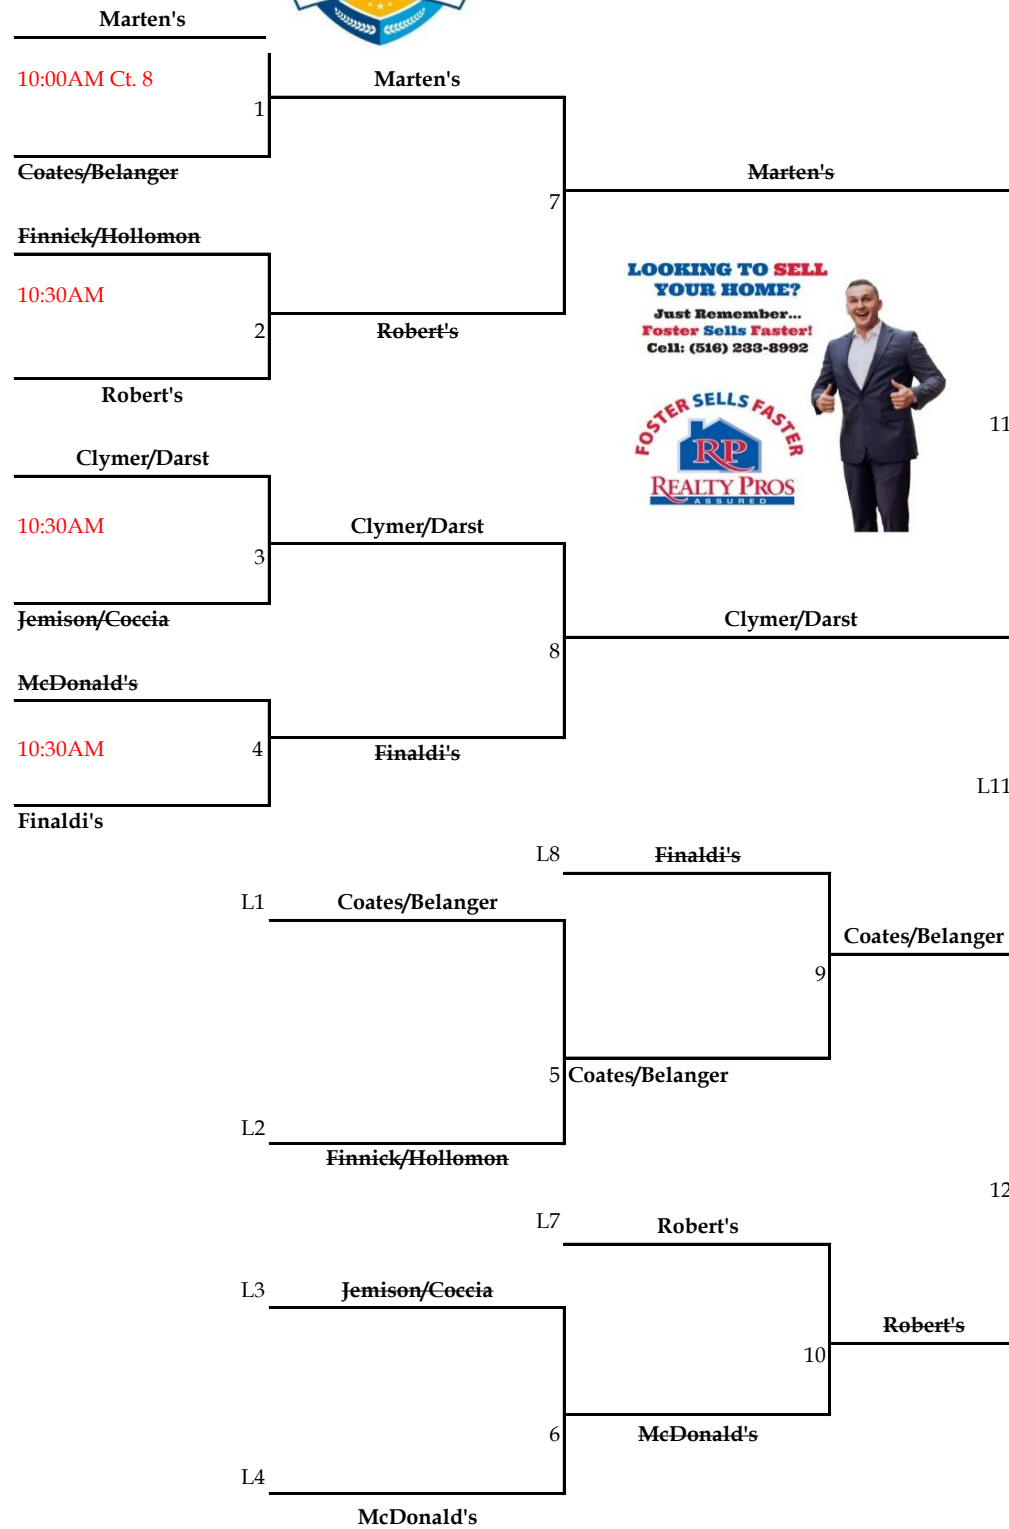 Marten's
10:00AM Ct. 8
Marten's
1
Coates/Belanger
Marten's
7
Finnick/Hollomon
10:30AM
2
Robert's
Robert's
LOOKING TO SELL
YOUR HOME?
Just Remember...
Foster Sells Faster!
Cell: (516) 233-8992
FOSTER SELLS FASTER
RP
REALTY PROS
ASSURED
11
Clymer/Darst
10:30AM
Clymer/Darst
3
Jemison/Coccia
Clymer/Darst
8
McDonald's
10:30AM
4
Finaldi's
Finaldi's
L11
L8
Finaldi's
L1
Coates/Belanger
Coates/Belanger
9
5
Coates/Belanger
L2
Finnick/Hollomon
12
L7
Robert's
L3
Jemison/Coccia
Robert's
10
6
McDonald's
L4
McDonald's